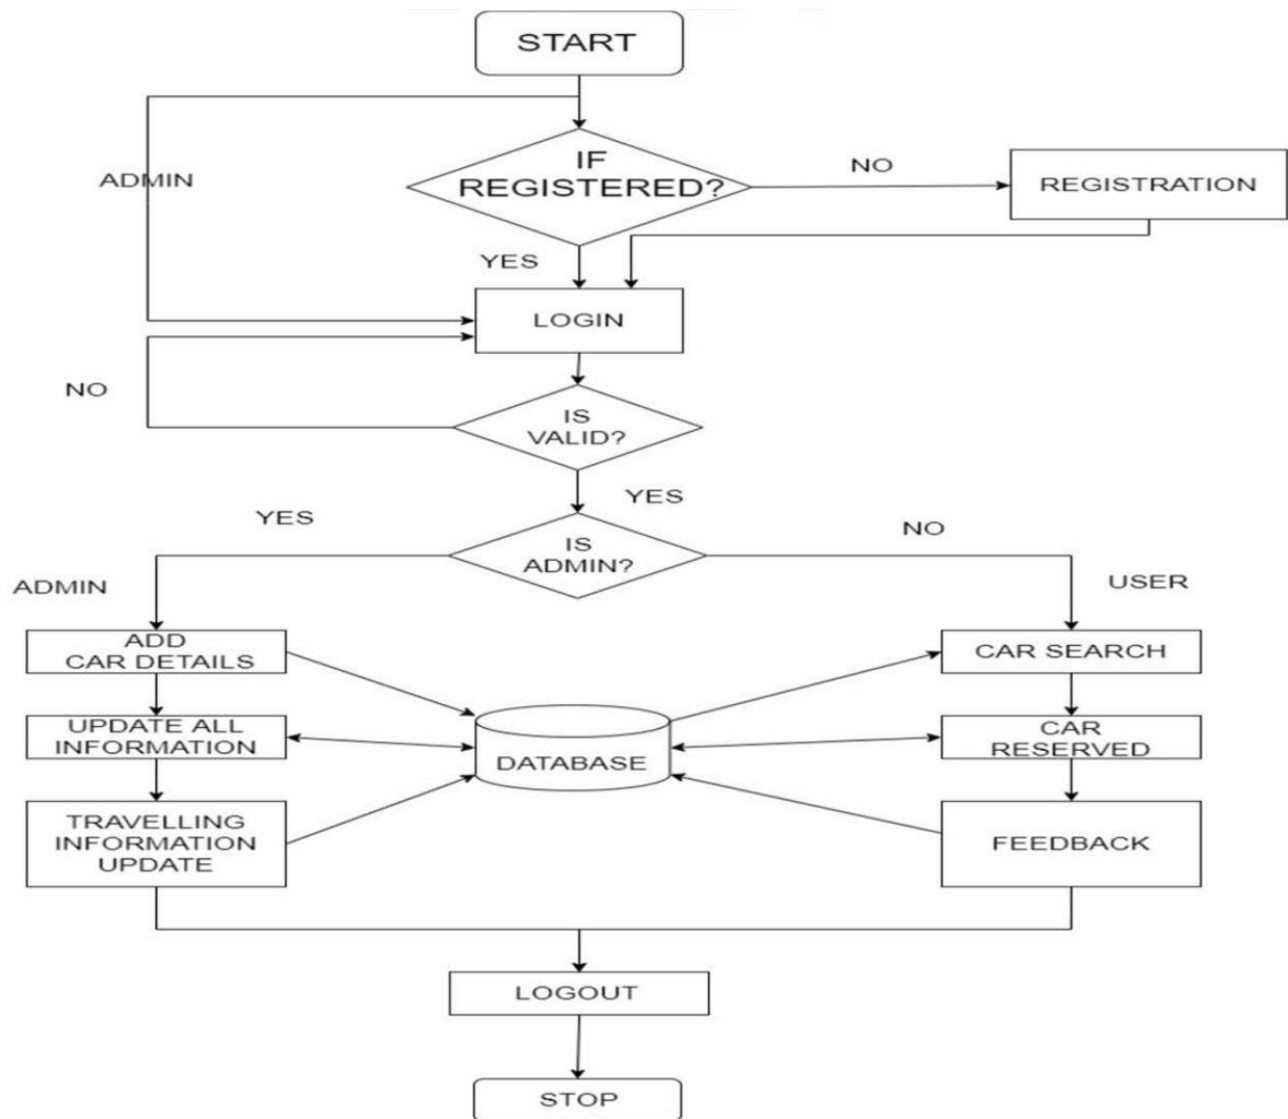 START
IF
REGISTERED?
NO
REGISTRATION
ADMIN
YES
LOGIN
NO
IS
VALID?
YES
YES
NO
IS
ADMIN?
ADMIN
USER
ADD
CAR DETAILS
CAR SEARCH
UPDATE ALL
INFORMATION
DATABASE
CAR
RESERVED
TRAVELLING
INFORMATION
UPDATE
FEEDBACK
LOGOUT
STOP